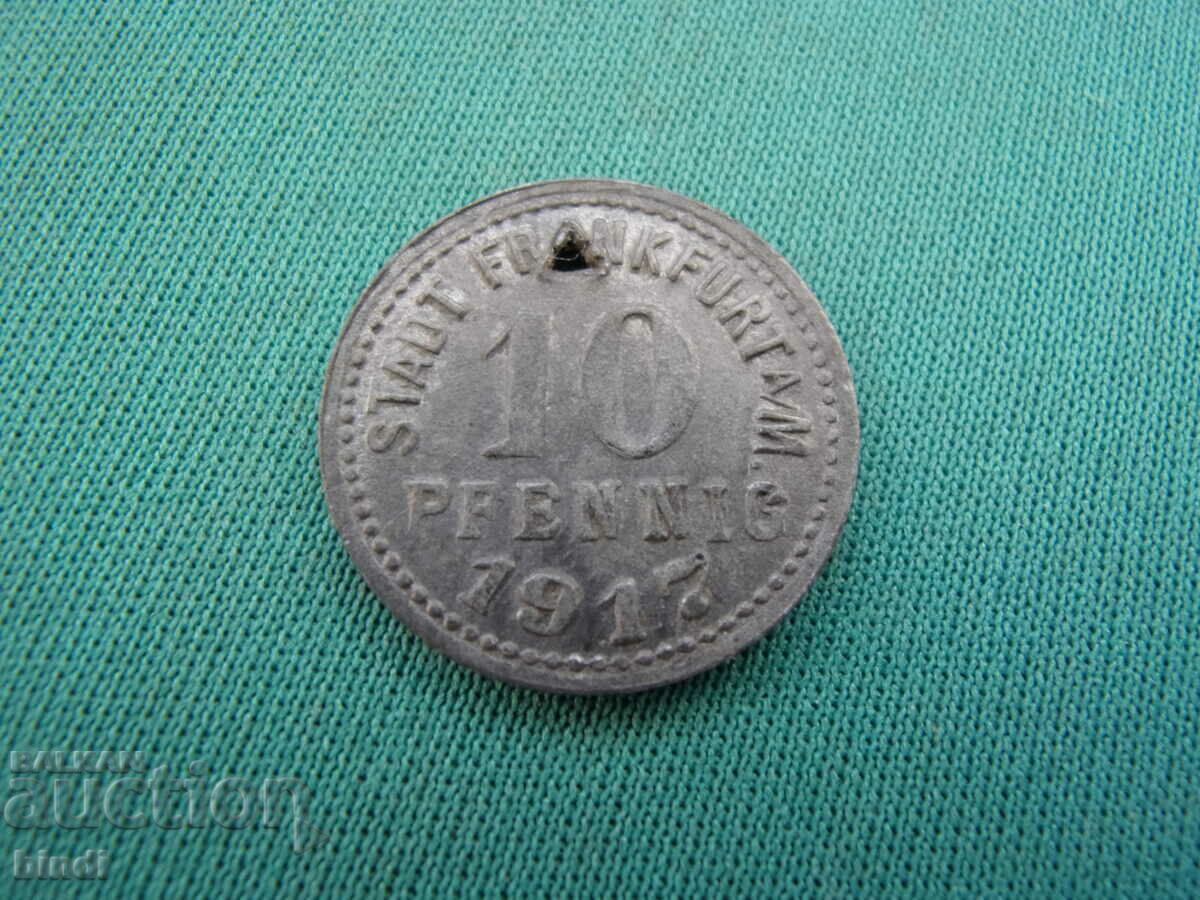 STADT FRANKFURT A/M.
10
PFENNIG
1917
BALKAN
auction
bindi